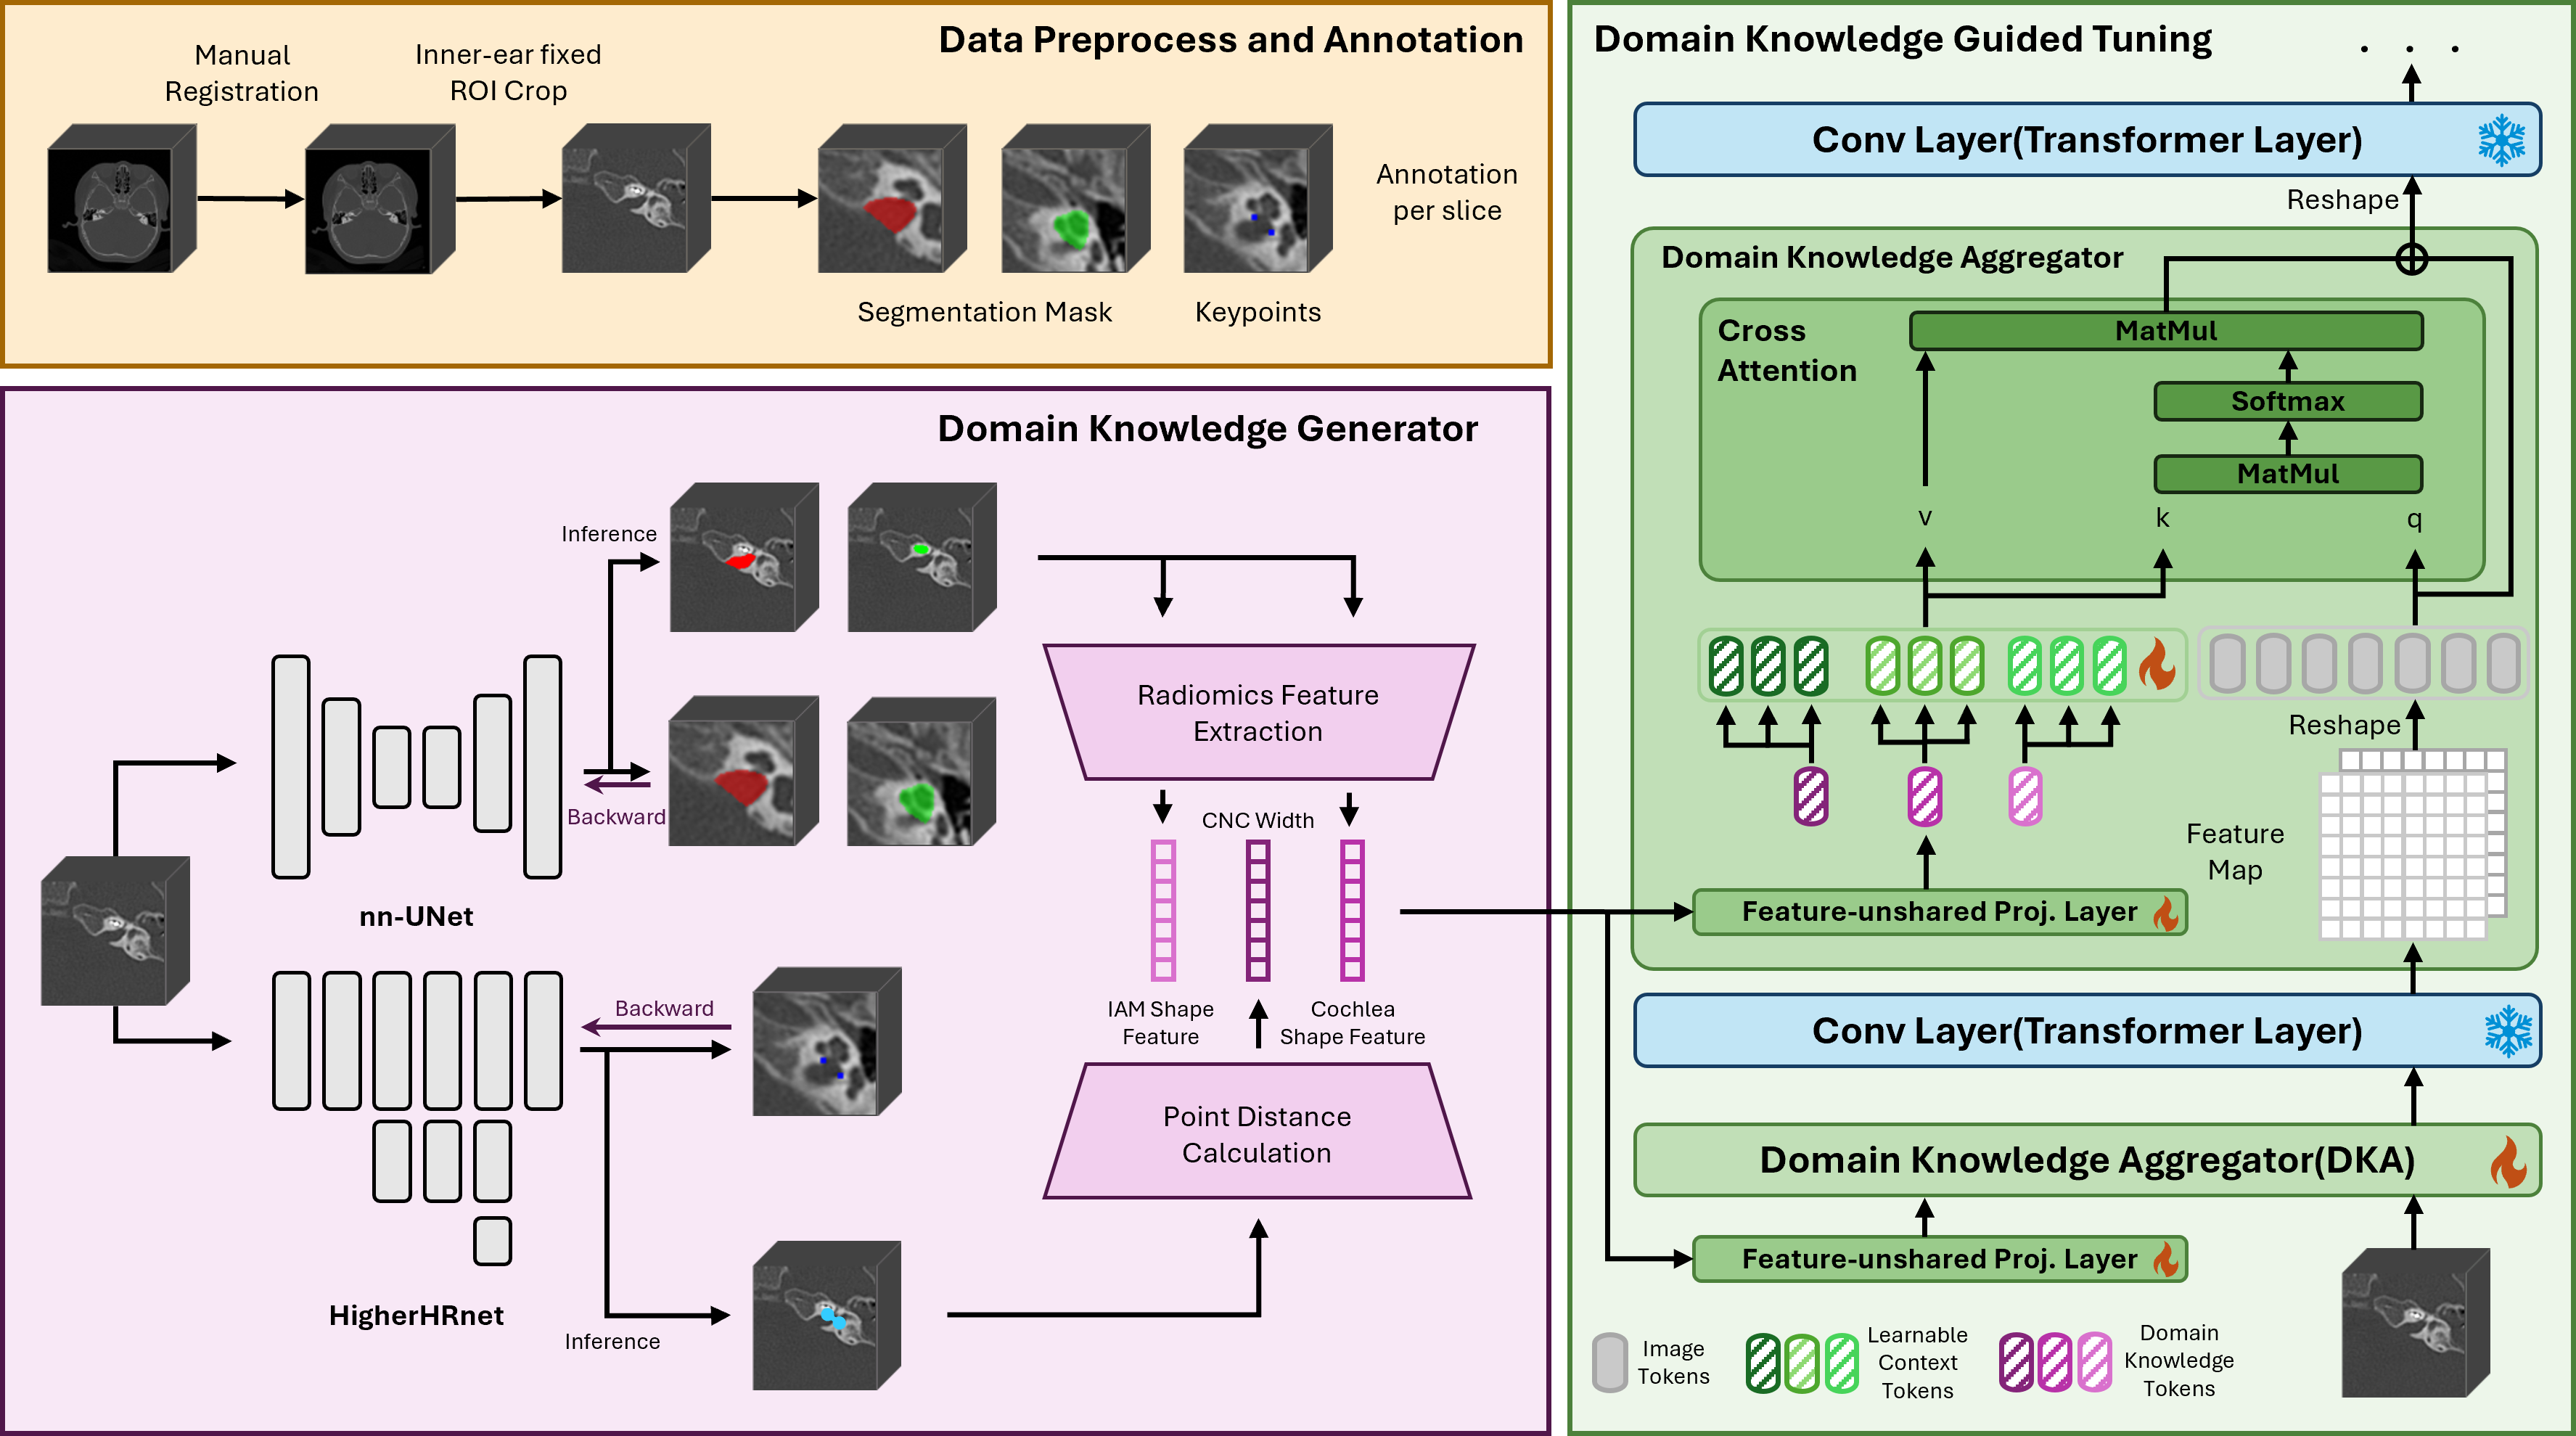 Data Preprocess and Annotation
Manual
Registration
Inner-ear fixed
ROI Crop
Annotation
per slice
Segmentation Mask
Keypoints
Domain Knowledge Generator
Inference
Backward
nn-UNet
Radiomics Feature
Extraction
CNC Width
IAM Shape
Feature
Cochlea
Shape Feature
Backward
Point Distance
Calculation
HigherHRnet
Inference
Domain Knowledge Guided Tuning
. . .
Conv Layer(Transformer Layer)
Reshape
Domain Knowledge Aggregator
Cross
Attention
MatMul
Softmax
MatMul
v
k
q
Reshape
Feature
Map
Feature-unshared Proj. Layer
Conv Layer(Transformer Layer)
Domain Knowledge Aggregator(DKA)
Feature-unshared Proj. Layer
Image
Tokens
Learnable
Context
Tokens
Domain
Knowledge
Tokens